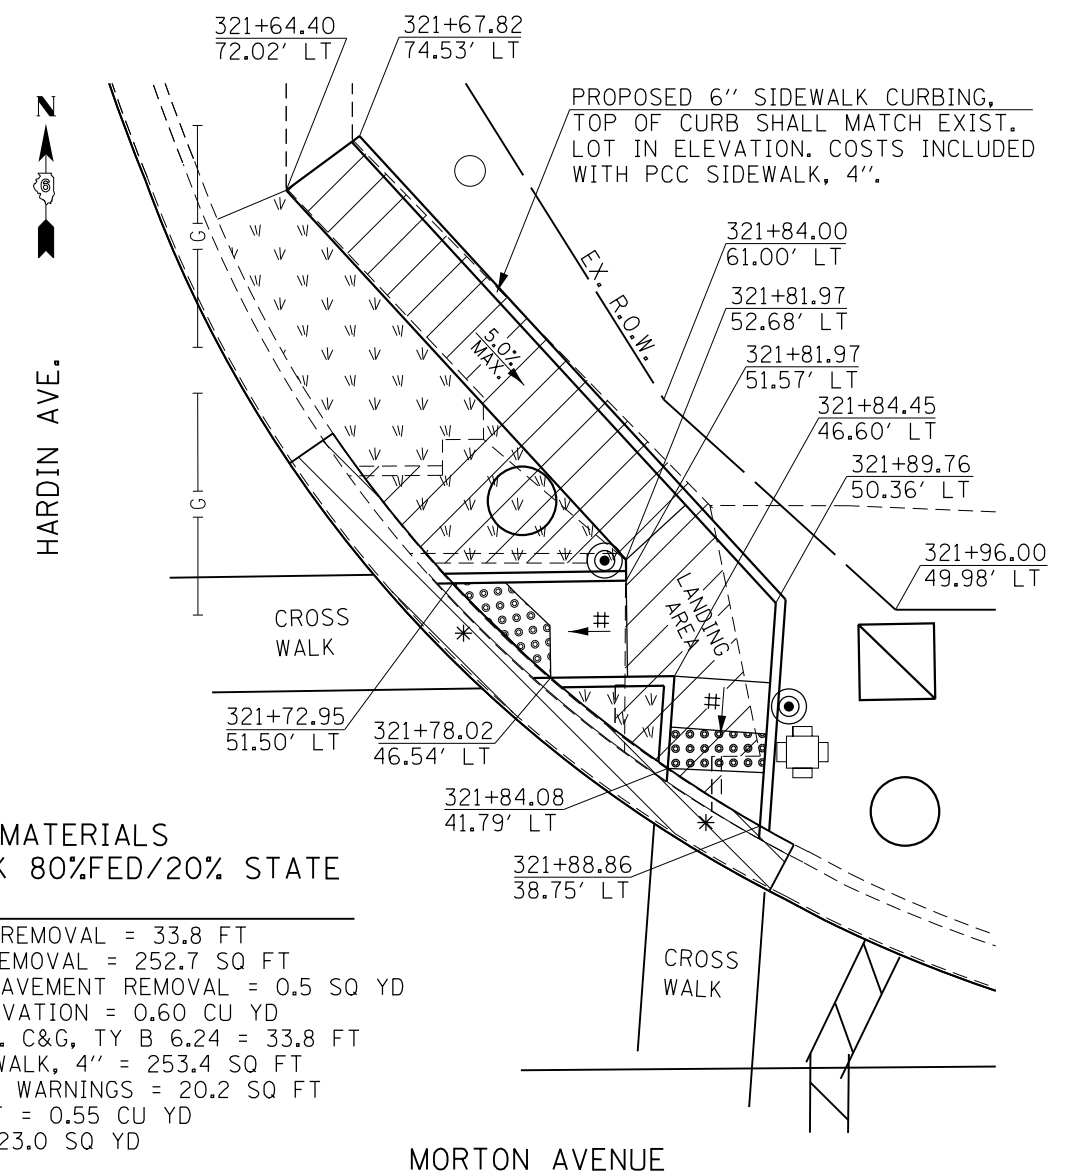 321+64.40
72.02' LT
321+67.82
74.53' LT
N
6
PROPOSED 6" SIDEWALK CURBING,
TOP OF CURB SHALL MATCH EXIST.
LOT IN ELEVATION. COSTS INCLUDED
WITH PCC SIDEWALK, 4".
G
321+84.00
61.00' LT
EX. R.O.W.
321+81.97
52.68' LT
5.0%
MAX.
321+81.97
51.57' LT
HARDIN AVE.
321+84.45
46.60' LT
321+89.76
50.36' LT
G
321+96.00
49.98' LT
LANDING
AREA
CROSS
WALK
#
*
#
321+72.95
51.50' LT
321+78.02
46.54' LT
321+84.08
41.79' LT
*
321+88.86
38.75' LT
MATERIALS
80%FED/20% STATE
REMOVAL = 33.8 FT
EMOVAL = 252.7 SQ FT
AVEMENT REMOVAL = 0.5 SQ YD
VATION = 0.60 CU YD
. C&G, TY B 6.24 = 33.8 FT
WALK, 4" = 253.4 SQ FT
WARNINGS = 20.2 SQ FT
= 0.55 CU YD
23.0 SQ YD
CROSS
WALK
MORTON AVENUE